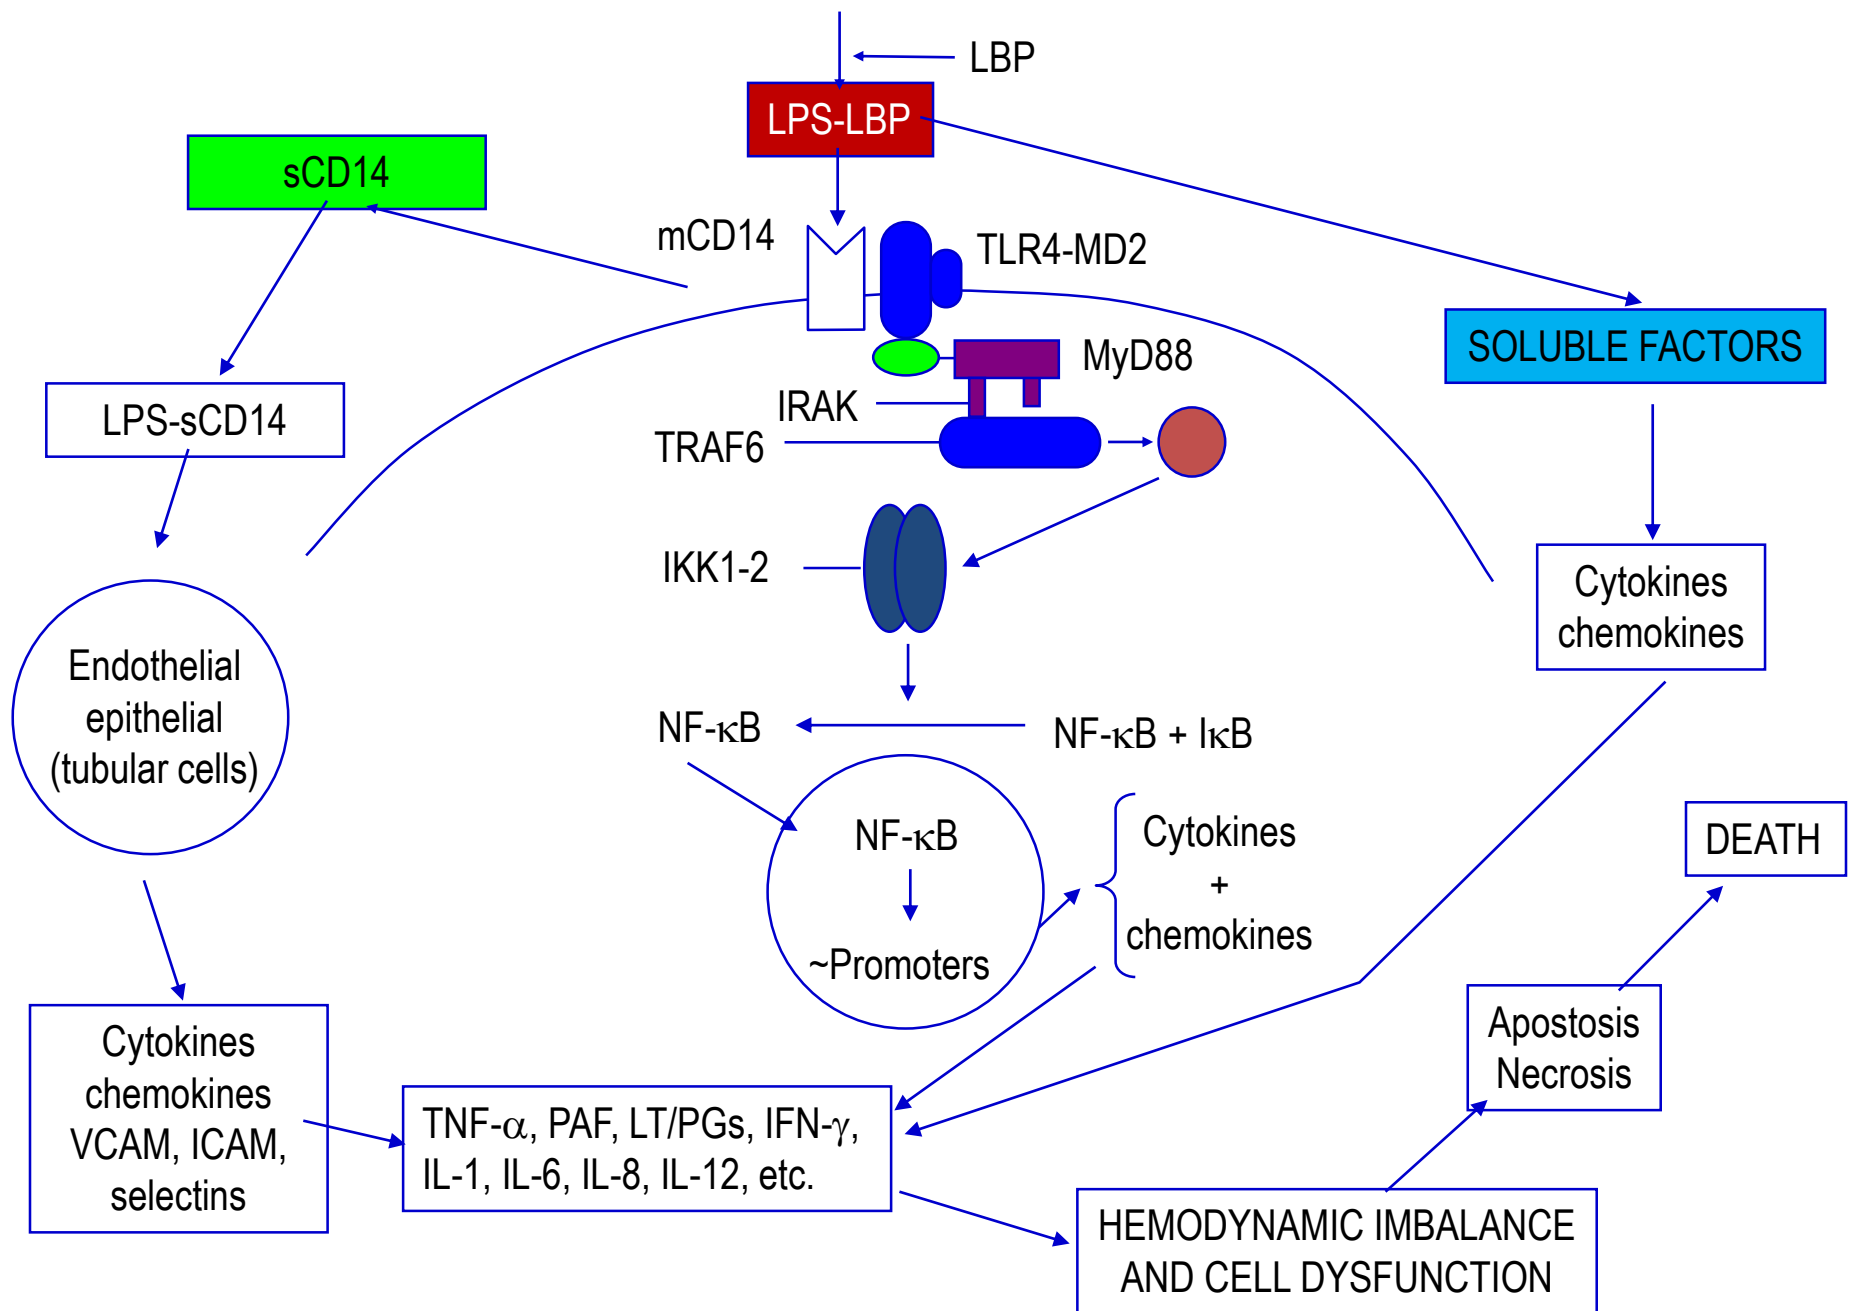 LBP
LPS-LBP
sCD14
mCD14
TLR4-MD2
SOLUBLE FACTORS
MyD88
IRAK
LPS-sCD14
TRAF6
IKK1-2
Cytokines
chemokines
Endothelial
epithelial
(tubular cells)
NF-κB
NF-κB + IκB
NF-κB
~Promoters
Cytokines
+
chemokines
DEATH
Apostosis
Necrosis
Cytokines
chemokines
VCAM, ICAM,
selectins
TNF-α, PAF, LT/PGs, IFN-γ,
IL-1, IL-6, IL-8, IL-12, etc.
HEMODYNAMIC IMBALANCE
AND CELL DYSFUNCTION